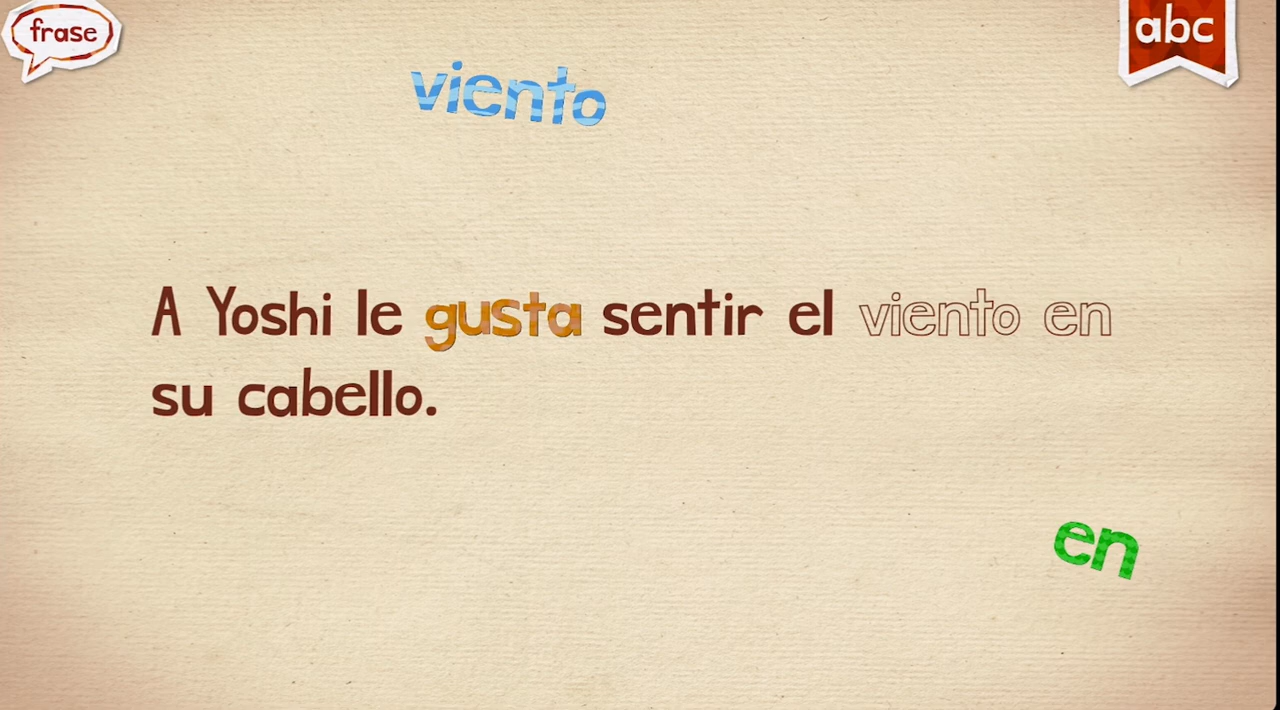 frase
abc
viento
A Yoshi le gusta sentir el viento en
su cabello.
en